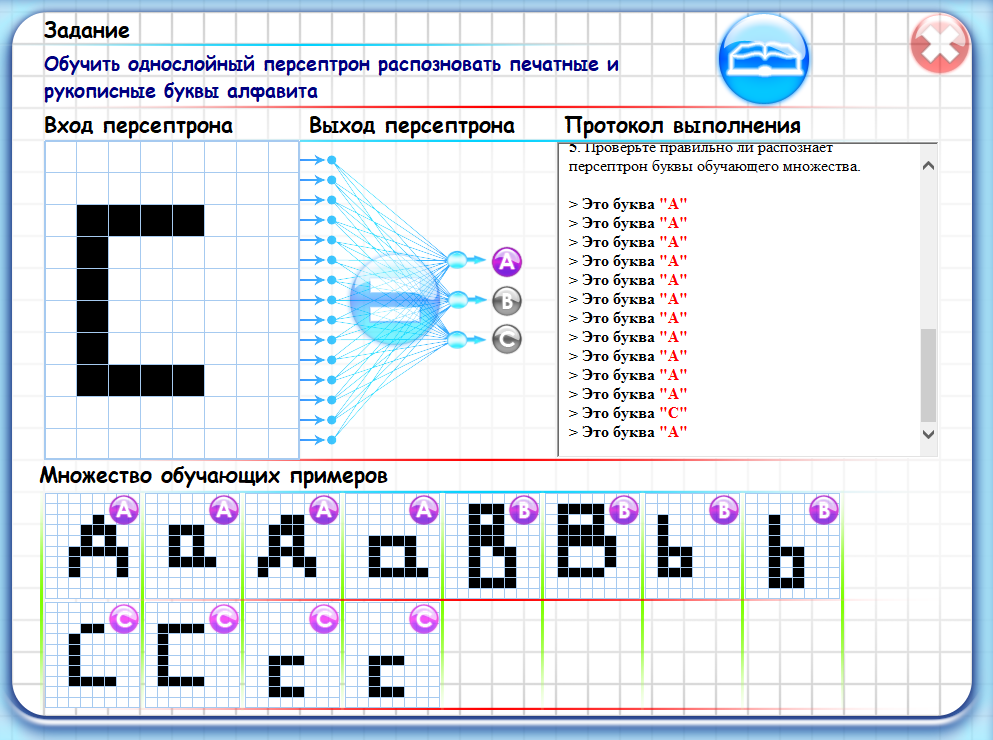 Задание
Обучить однослойный персептрон распозновать печатные и
рукописные буквы алфавита
Вход персептрона
Выход персептрона
Протокол выполнения
5. Проверьте правильно ли распознает
персептрон буквы обучающего множества.
> Это буква "А"
> Это буква "А"
> Это буква "А"
> Это буква "А"
> Это буква "А"
> Это буква "А"
> Это буква "А"
> Это буква "А"
> Это буква "А"
> Это буква "А"
> Это буква "А"
> Это буква "С"
> Это буква "А"
A
B
C
Множество обучающих примеров
A A A A B B B B
C C C C